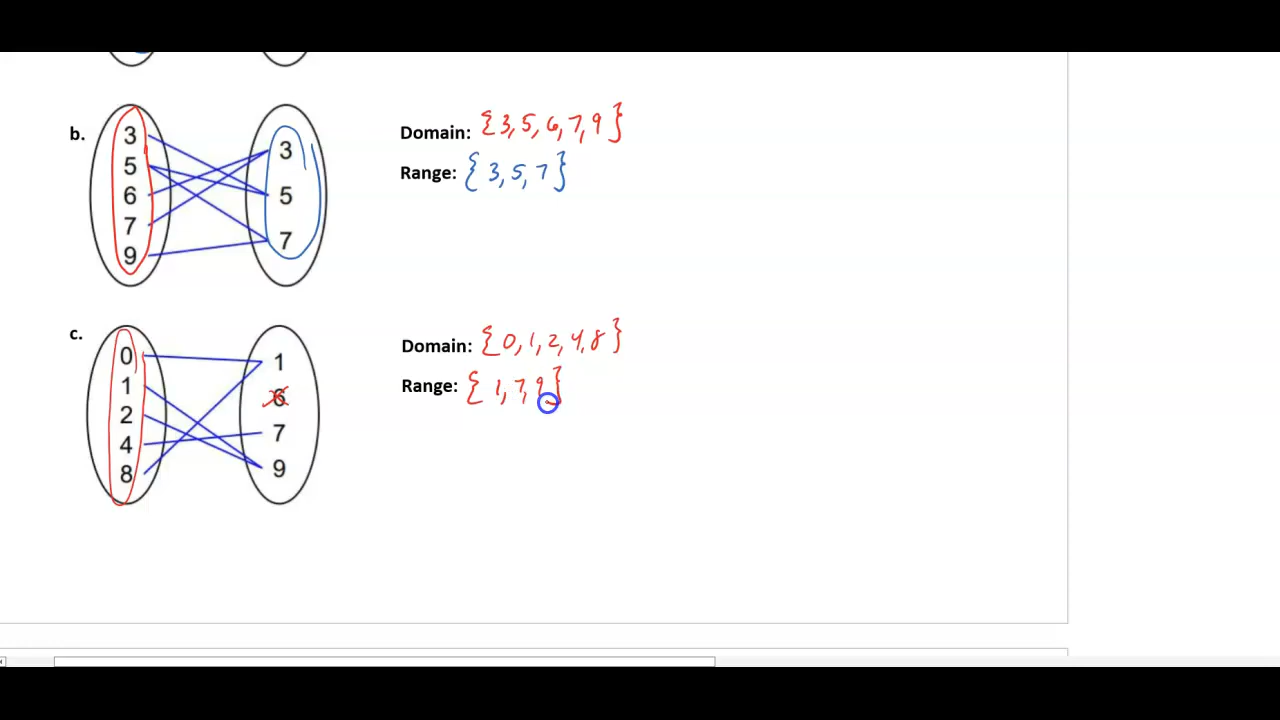 b.
3
5
6
7
9
3
5
7
Domain: {3, 5, 6, 7, 9}
Range: {3, 5, 7}
c.
0
1
2
4
8
1
6
7
9
Domain: {0, 1, 2, 4, 8}
Range: {1, 7, 9}